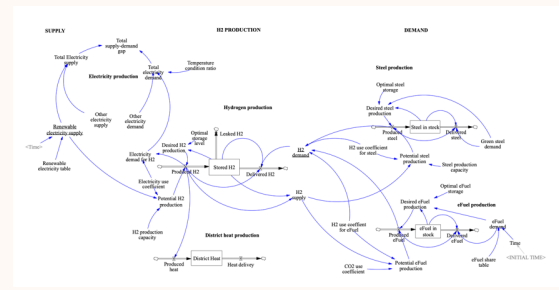 SUPPLY
H2 PRODUCTION
DEMAND
Total
supply-demand
gap
Total Electricity
supply
Total
electricity
demand
Temperature
condition ratio
Electricity production
Steel production
Optimal steel
storage
Desired steel
production
Hydrogen production
Steel in stock
Produced
steel
Delivered
steel
Other
electricity
supply
Other
electricity
demand
Optimal
storage
level
Leaked H2
Renewable
electricity supply
<Time>
Renewable
electricity table
Desired H2
production
H2
demand
Green steel
demand
H2 use coefficient
for steel
Electricity
demad for H2
Produced H2
Stored H2
Delivered H2
Potential steel
production
Steel production
capacity
Electricity use
coefficient
Potential H2
production
H2
supply
Optimal eFuel
storage
Desired eFuel
production
eFuel production
H2 production
capacity
District heat production
H2 use coeffient
for eFuel
Produced
eFuel
eFuel in
stock
Delivered
eFuel
eFuel
demand
Time
<INITIAL TIME>
Produced
heat
District Heat
Heat delivey
CO2 use
coefficient
Potential eFuel
production
eFuel share
table